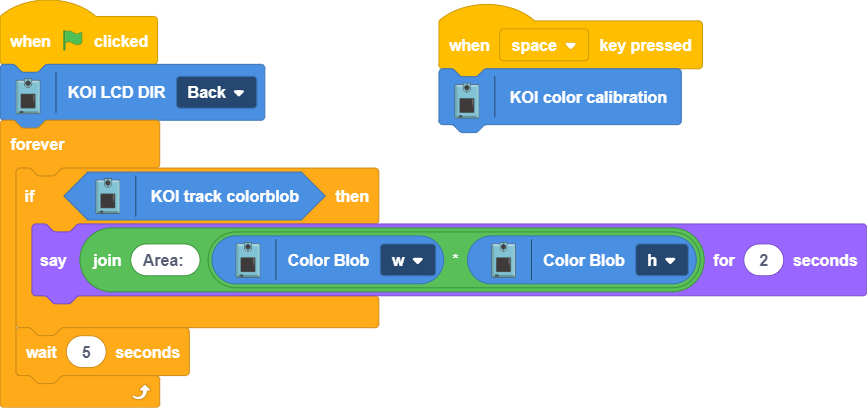 when clicked
KOI LCD DIR Back
forever
if KOI track colorblob then
say join Area: Color Blob w * Color Blob h for 2 seconds
wait 5 seconds
when space key pressed
KOI color calibration